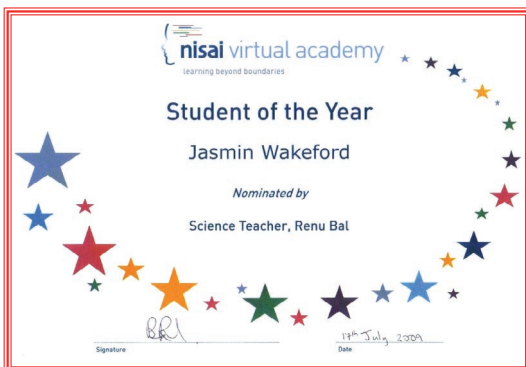 nisai virtual academy
learning beyond boundaries
Student of the Year
Jasmin Wakeford
Nominated by
Science Teacher, Renu Bal
17th July 2009
Signature
Date